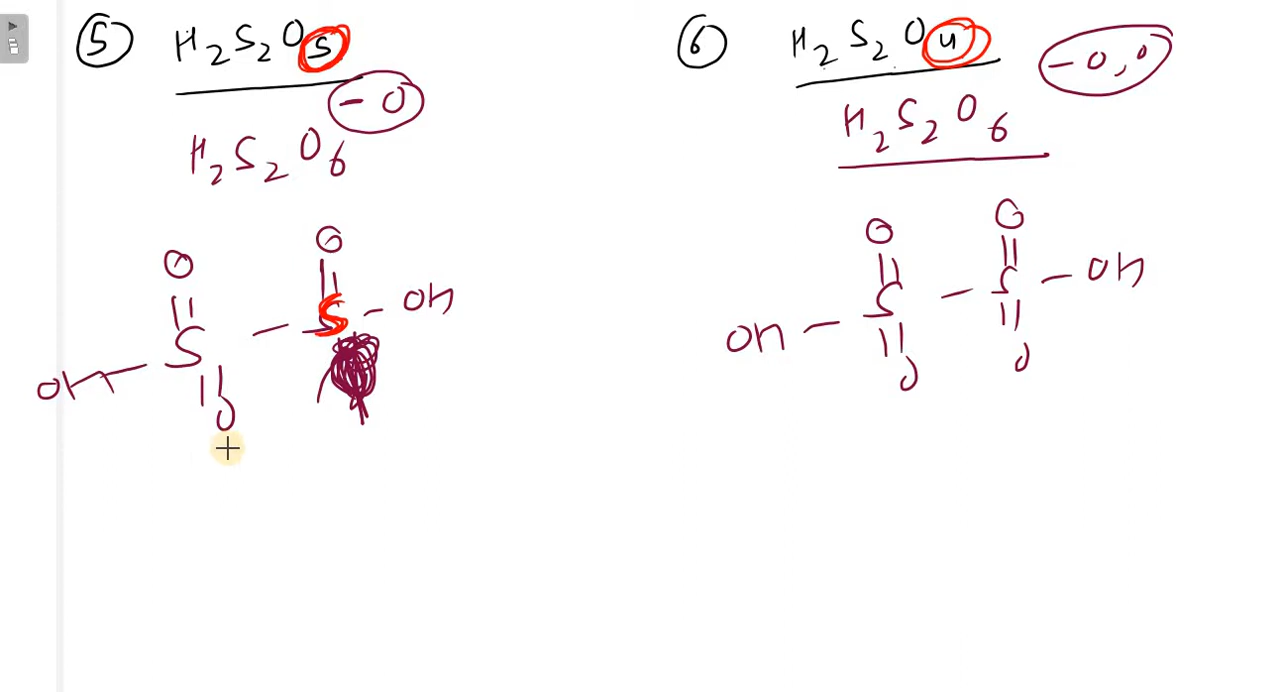 5 H2S2O5
- O
H2S2O6
O O
S - S - OH
OH - O
6 H2S2O4
- O, O
H2S2O6
O O
OH - S - S - OH
O O